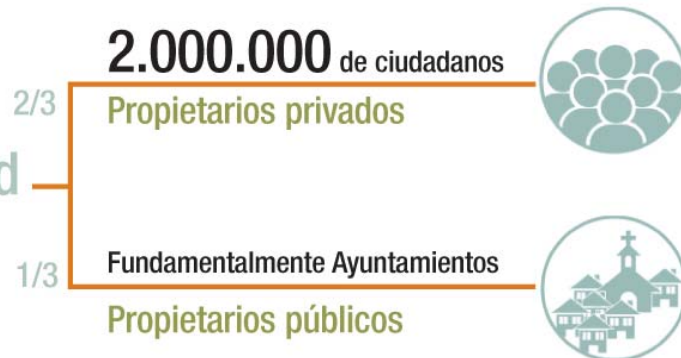 2.000.000 de ciudadanos
2/3
Propietarios privados
d
1/3
Fundamentalmente Ayuntamientos
Propietarios públicos